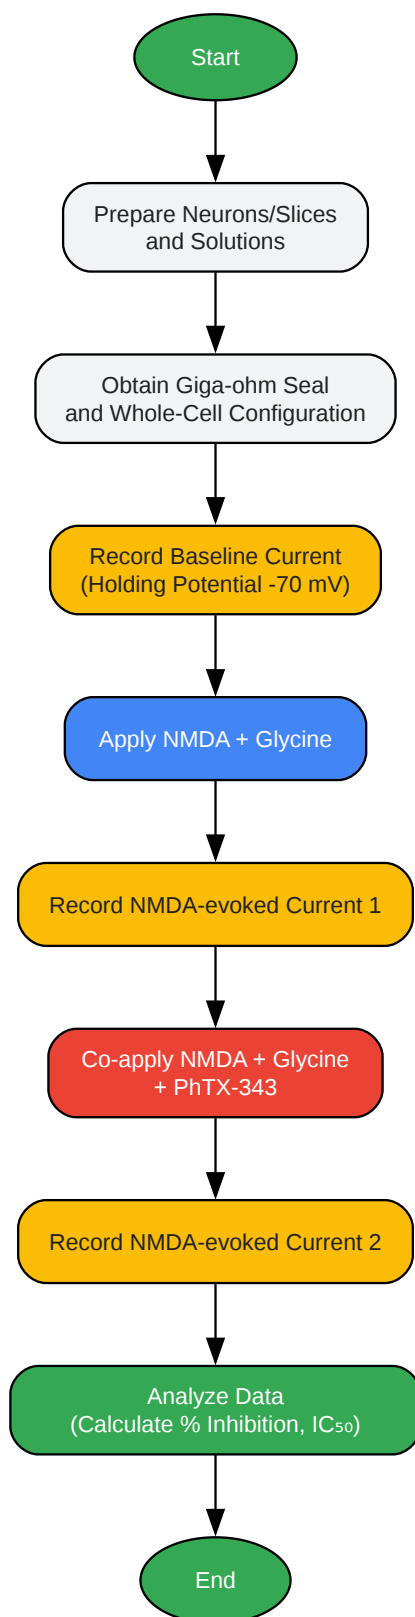 Start
Prepare Neurons/Slices
and Solutions
Obtain Giga-ohm Seal
and Whole-Cell Configuration
Record Baseline Current
(Holding Potential -70 mV)
Apply NMDA + Glycine
Record NMDA-evoked Current 1
Co-apply NMDA + Glycine
+ PhTX-343
Record NMDA-evoked Current 2
Analyze Data
(Calculate % Inhibition, IC₅₀)
End